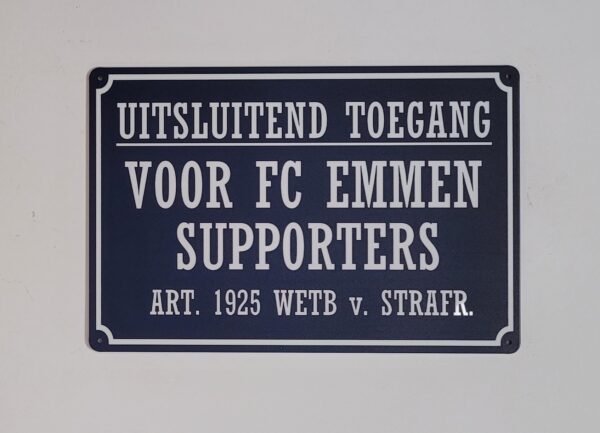 UITSLUITEND TOEGANG
VOOR FC EMMEN
SUPPORTERS
ART. 1925 WETB v. STRAFR.